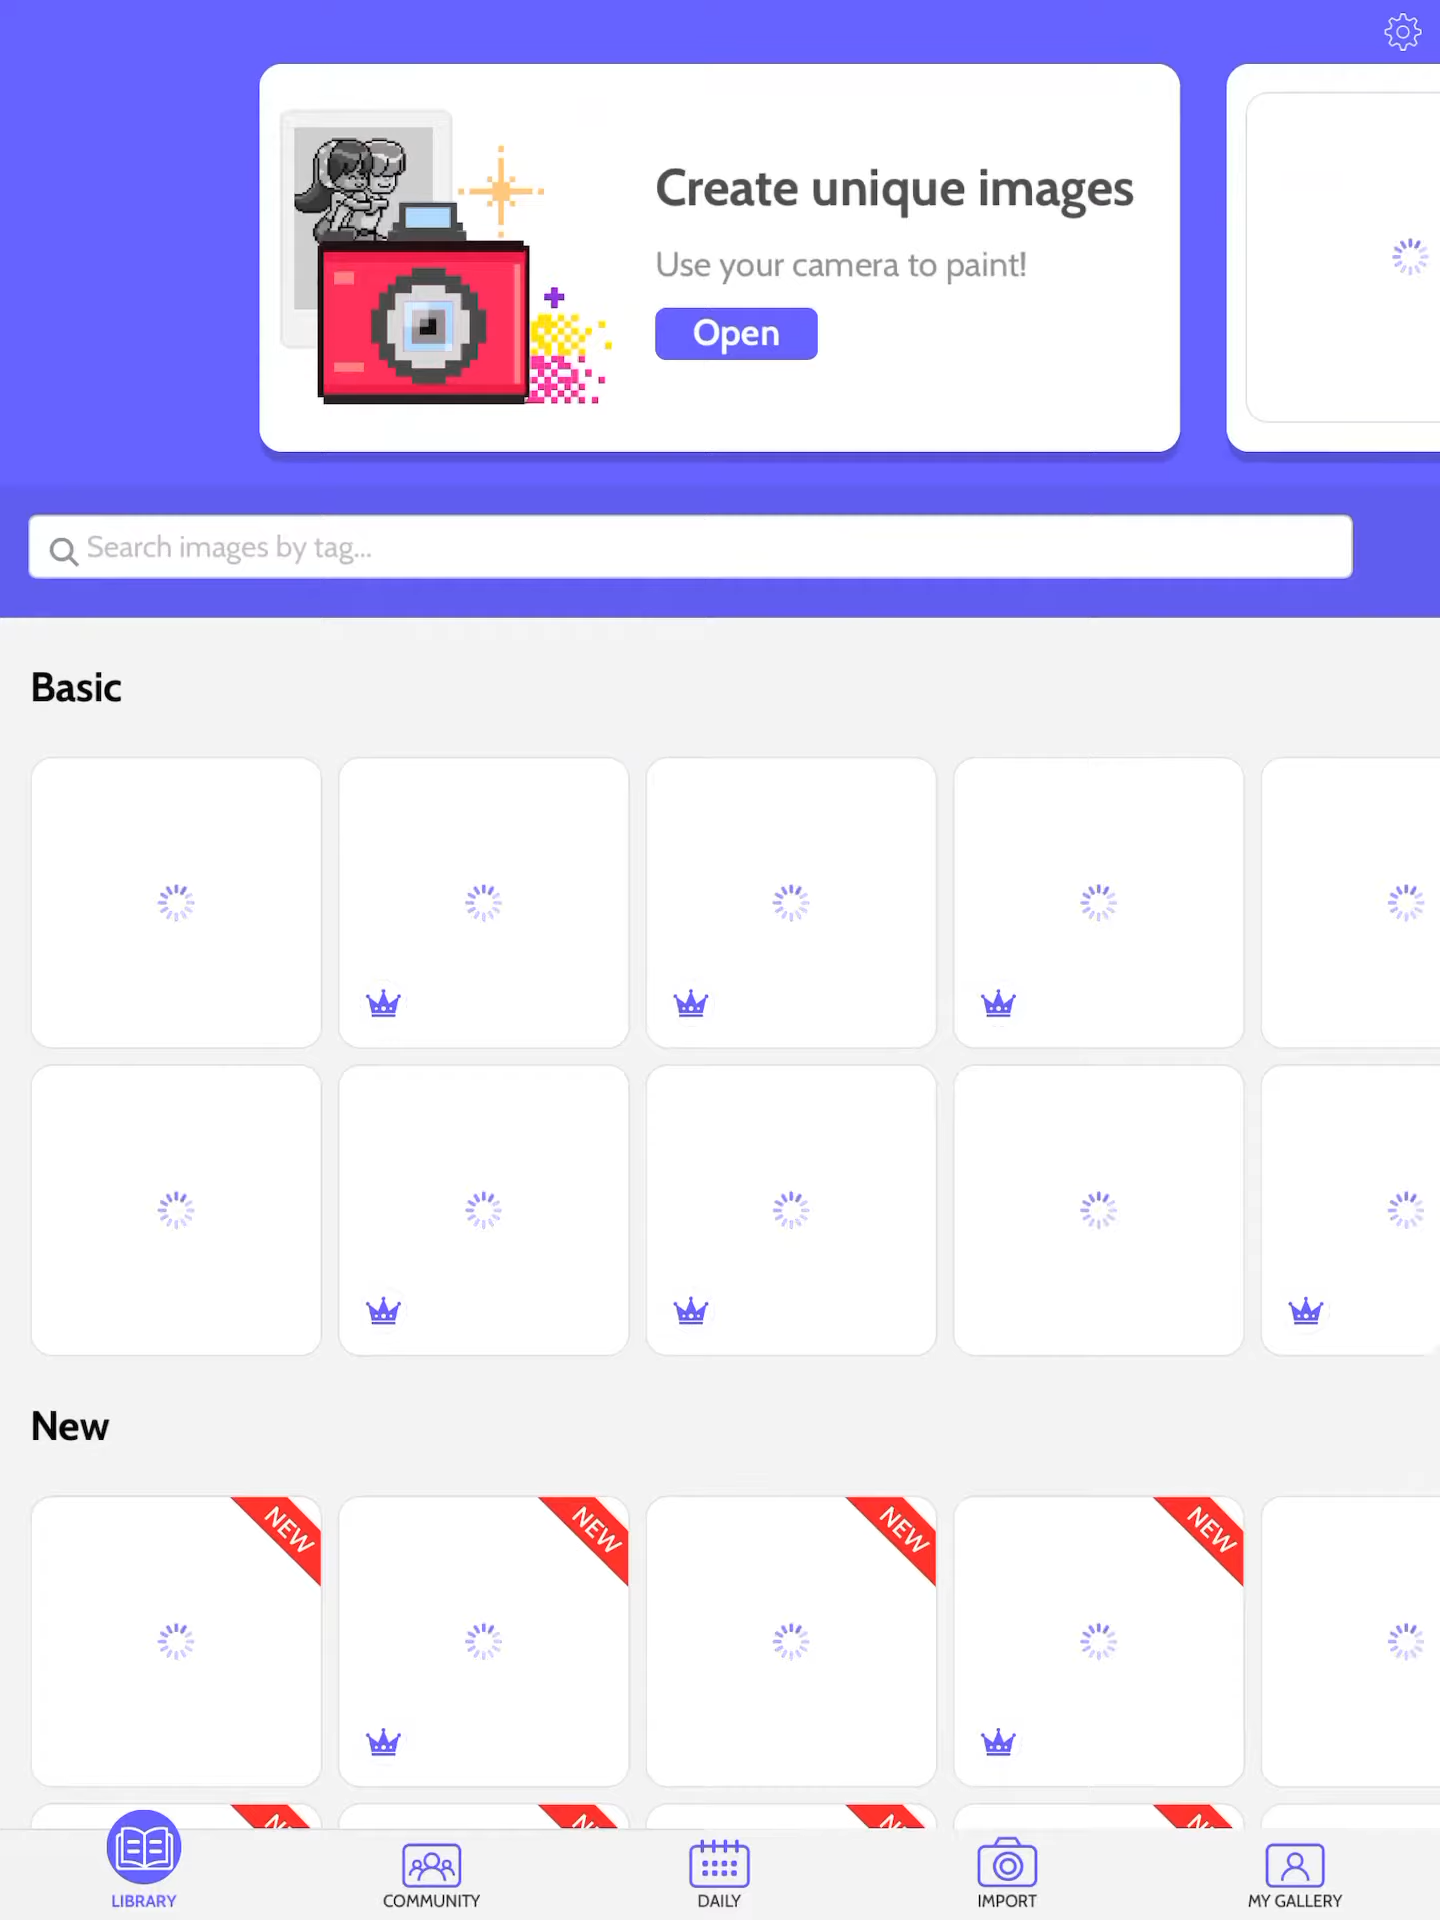 Create unique images
Use your camera to paint!
Open
Search images by tag...
Basic
New
NEW
NEW
NEW
NEW
LIBRARY
COMMUNITY
DAILY
IMPORT
MY GALLERY